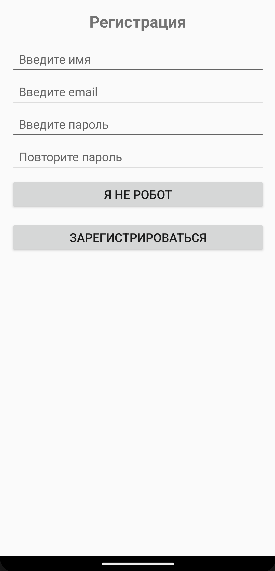 Регистрация
Введите имя
Введите email
Введите пароль
Повторите пароль
Я НЕ РОБОТ
ЗАРЕГИСТРИРОВАТЬСЯ